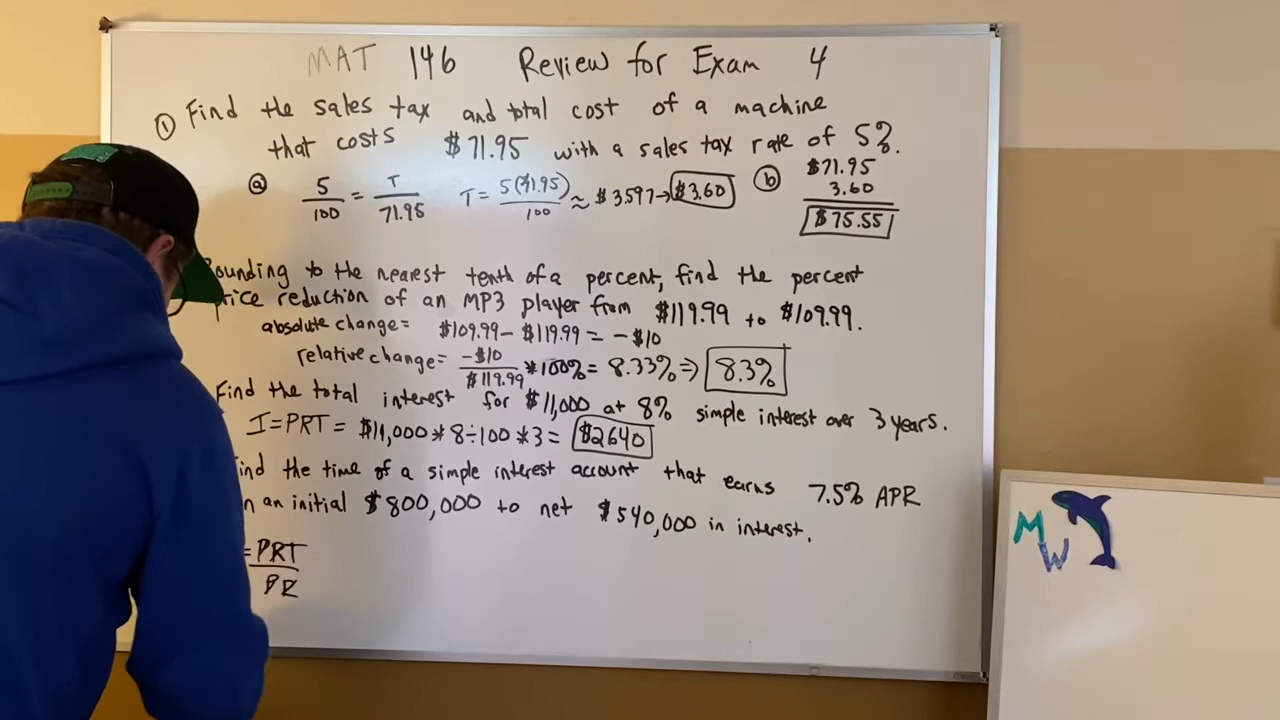 MAT 146 Review for Exam 4
① Find the sales tax and total cost of a machine
that costs $71.95 with a sales tax rate of 5%.
ⓐ 5/100 = T/71.95 T = 5(71.95)/100 ≈ $3.597→ $3.60
ⓑ $71.95
3.60
$75.55
to the nearest tenth of a percent, find the percent
reduction of an MP3 player from $119.99 to $109.99.
absolute change = $109.99 - $119.99 = -$10
relative change = -$10/$119.99 * 100% = 8.33% ⇒ 8.3%
Find the total interest for $11,000 at 8% simple interest over 3 years.
I = PRT = $11,000 * 8 ÷ 100 * 3 = $2640
the time of a simple interest account that earns 7.5% APR
an initial $800,000 to net $540,000 in interest.
= PRT
PR
M
W